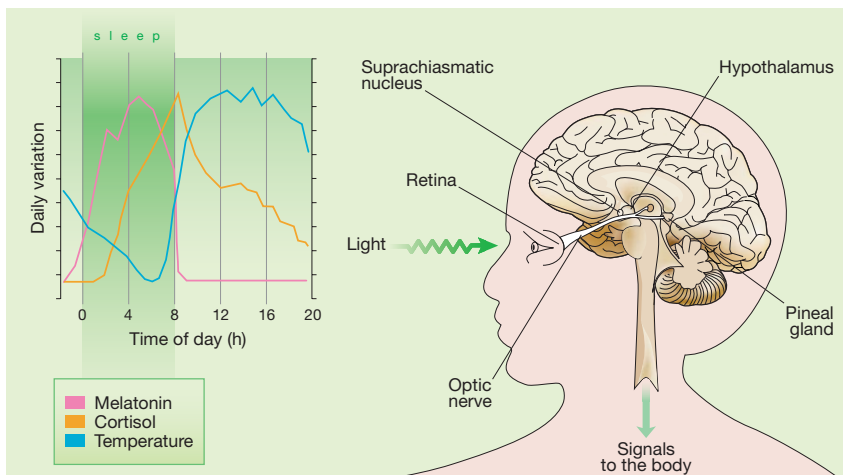 sleep
Daily variation
0 4 8 12 16 20
Time of day (h)
Melatonin
Cortisol
Temperature
Suprachiasmatic
nucleus
Hypothalamus
Retina
Light
Pineal
gland
Optic
nerve
Signals
to the body